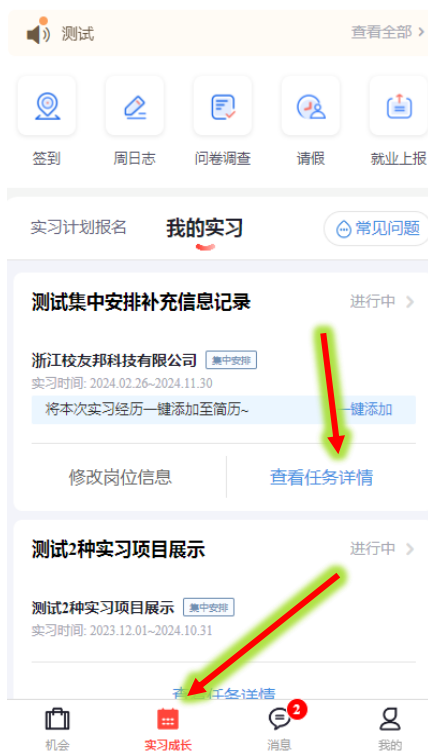 测试
查看全部 >
签到 周日志 问卷调查 请假 就业上报
实习计划报名 我的实习 常见问题
测试集中安排补充信息记录 进行中 >
浙江校友邦科技有限公司 集中安排
实习时间: 2024.02.26~2024.11.30
将本次实习经历一键添加至简历~ 一键添加
修改岗位信息 查看任务详情
测试2种实习项目展示 进行中 >
测试2种实习项目展示 集中安排
实习时间: 2023.12.01~2024.10.31
查看任务详情
2
机会 实习成长 消息 我的